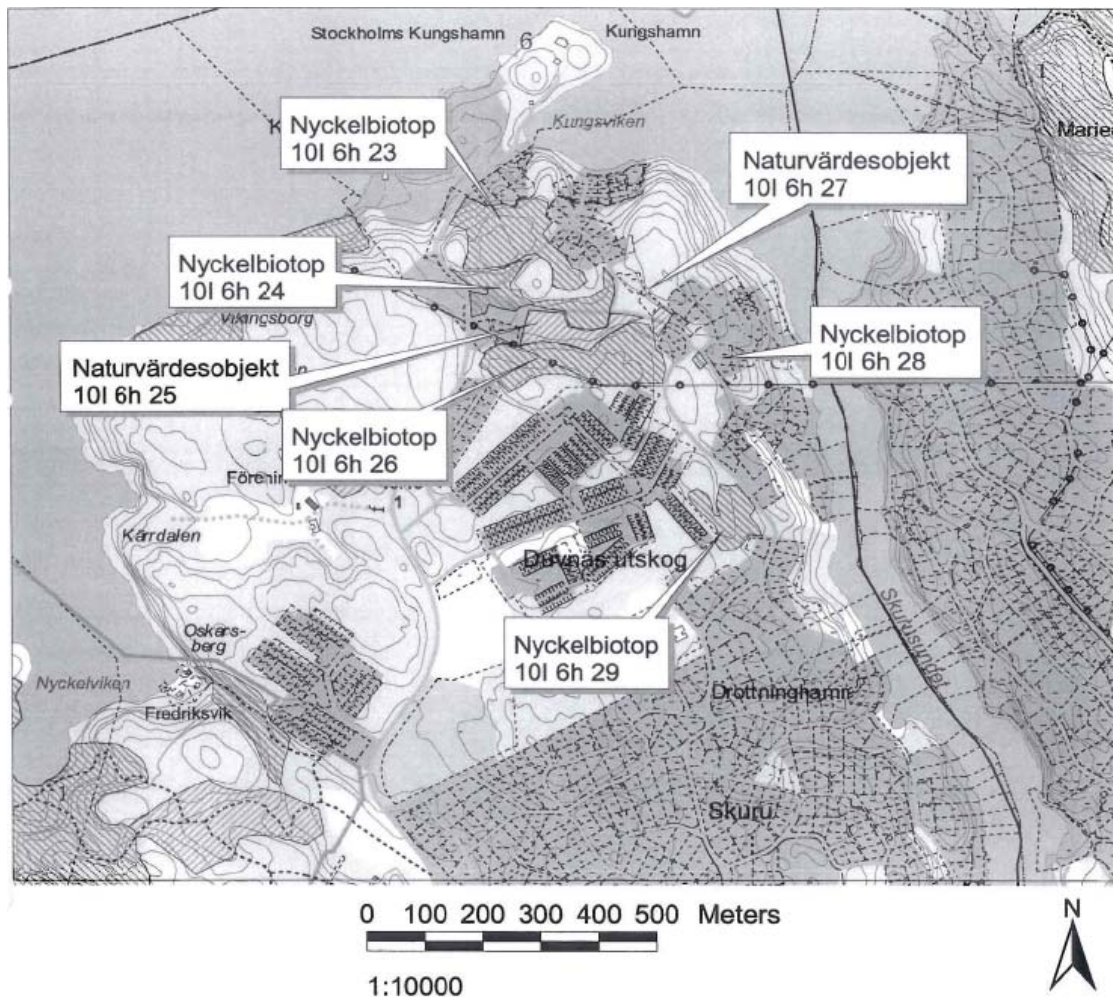 Stockholms Kungshamn
Kungshamn
6
Kungsviken
Nyckelbiotop
10I 6h 23
Naturvärdesobjekt
10I 6h 27
Nyckelbiotop
10I 6h 24
Vikingsborg
Naturvärdesobjekt
10I 6h 25
Nyckelbiotop
10I 6h 28
Nyckelbiotop
10I 6h 26
Kärrdalen
Duvnäs utskog
Skurusundet
Oskars-
berg
Nyckelbiotop
10I 6h 29
Nyckelviken
Fredriksvik
Drottninghamn
Skuru
0 100 200 300 400 500 Meters
1:10000
N